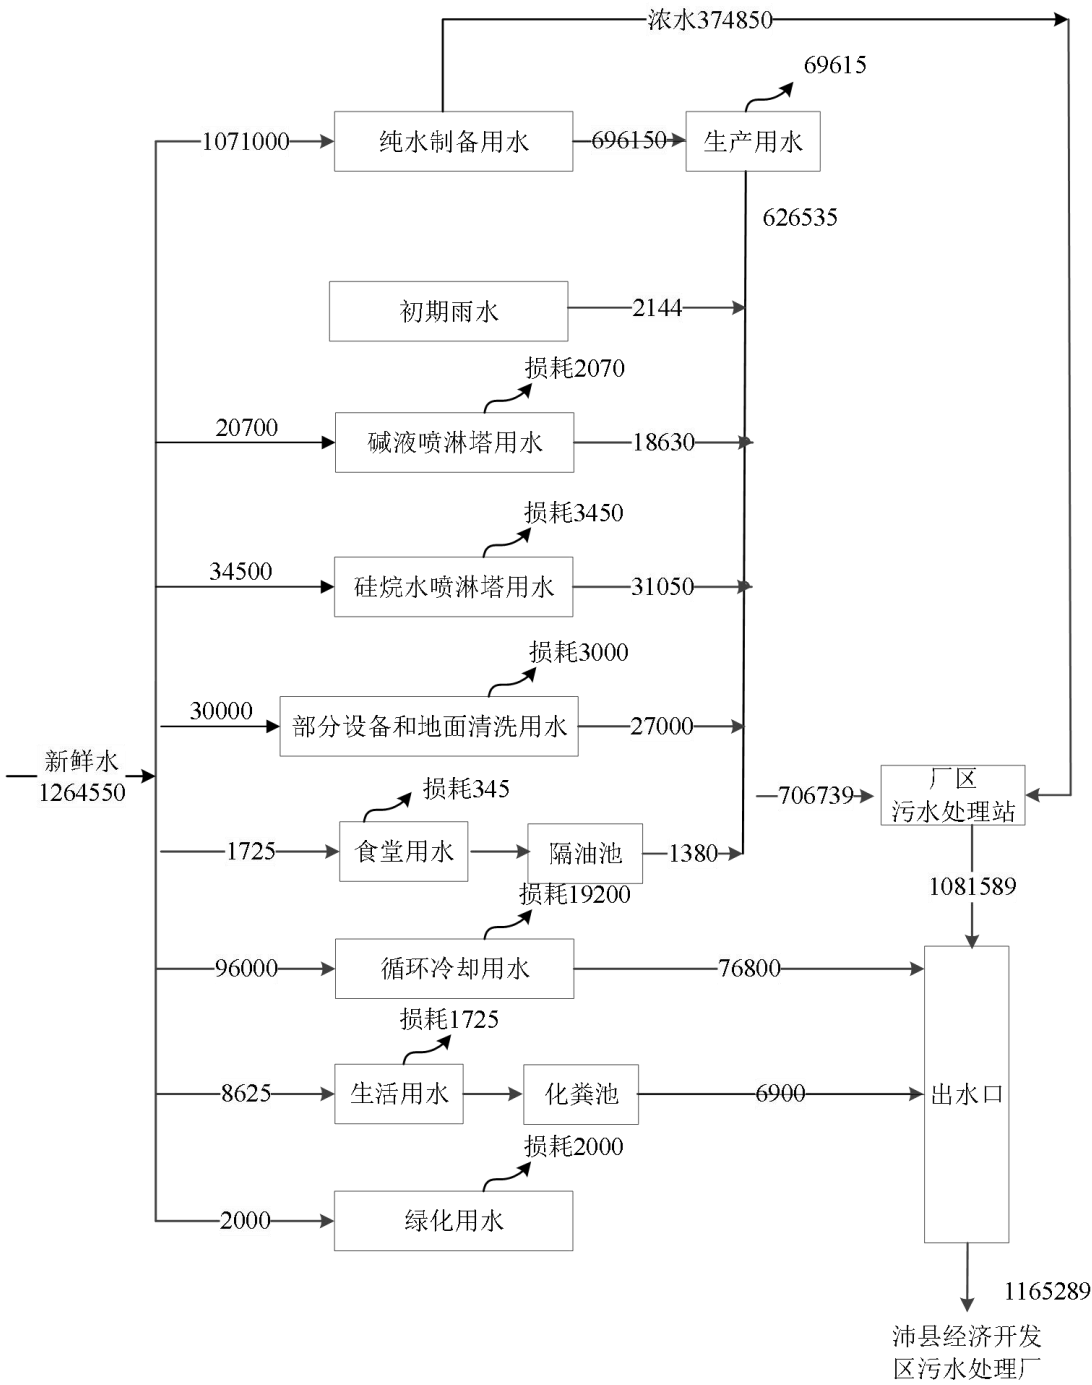 浓水374850
69615
1071000
纯水制备用水
696150
生产用水
626535
初期雨水
2144
损耗2070
20700
碱液喷淋塔用水
18630
损耗3450
34500
硅烷水喷淋塔用水
31050
损耗3000
30000
部分设备和地面清洗用水
27000
新鲜水
1264550
损耗345
1725
食堂用水
隔油池
1380
706739
厂区
污水处理站
1081589
损耗19200
96000
循环冷却用水
76800
损耗1725
8625
生活用水
化粪池
6900
出水口
损耗2000
2000
绿化用水
1165289
沛县经济开发
区污水处理厂